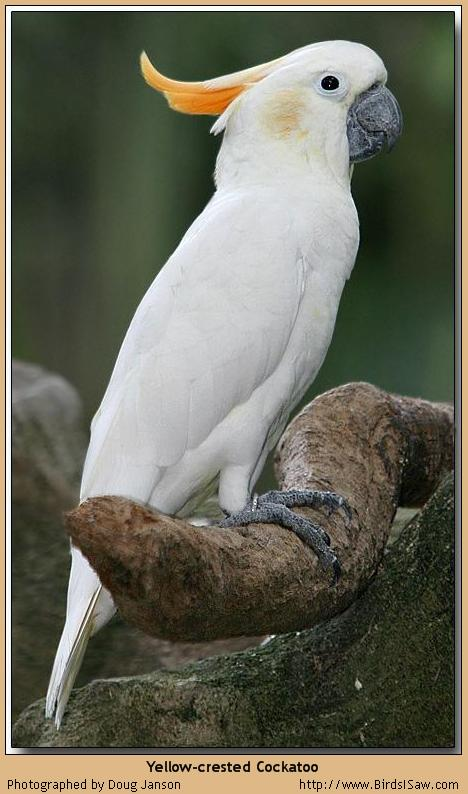 Yellow-crested Cockatoo
Photographed by Doug Janson
http://www.BirdsISaw.com